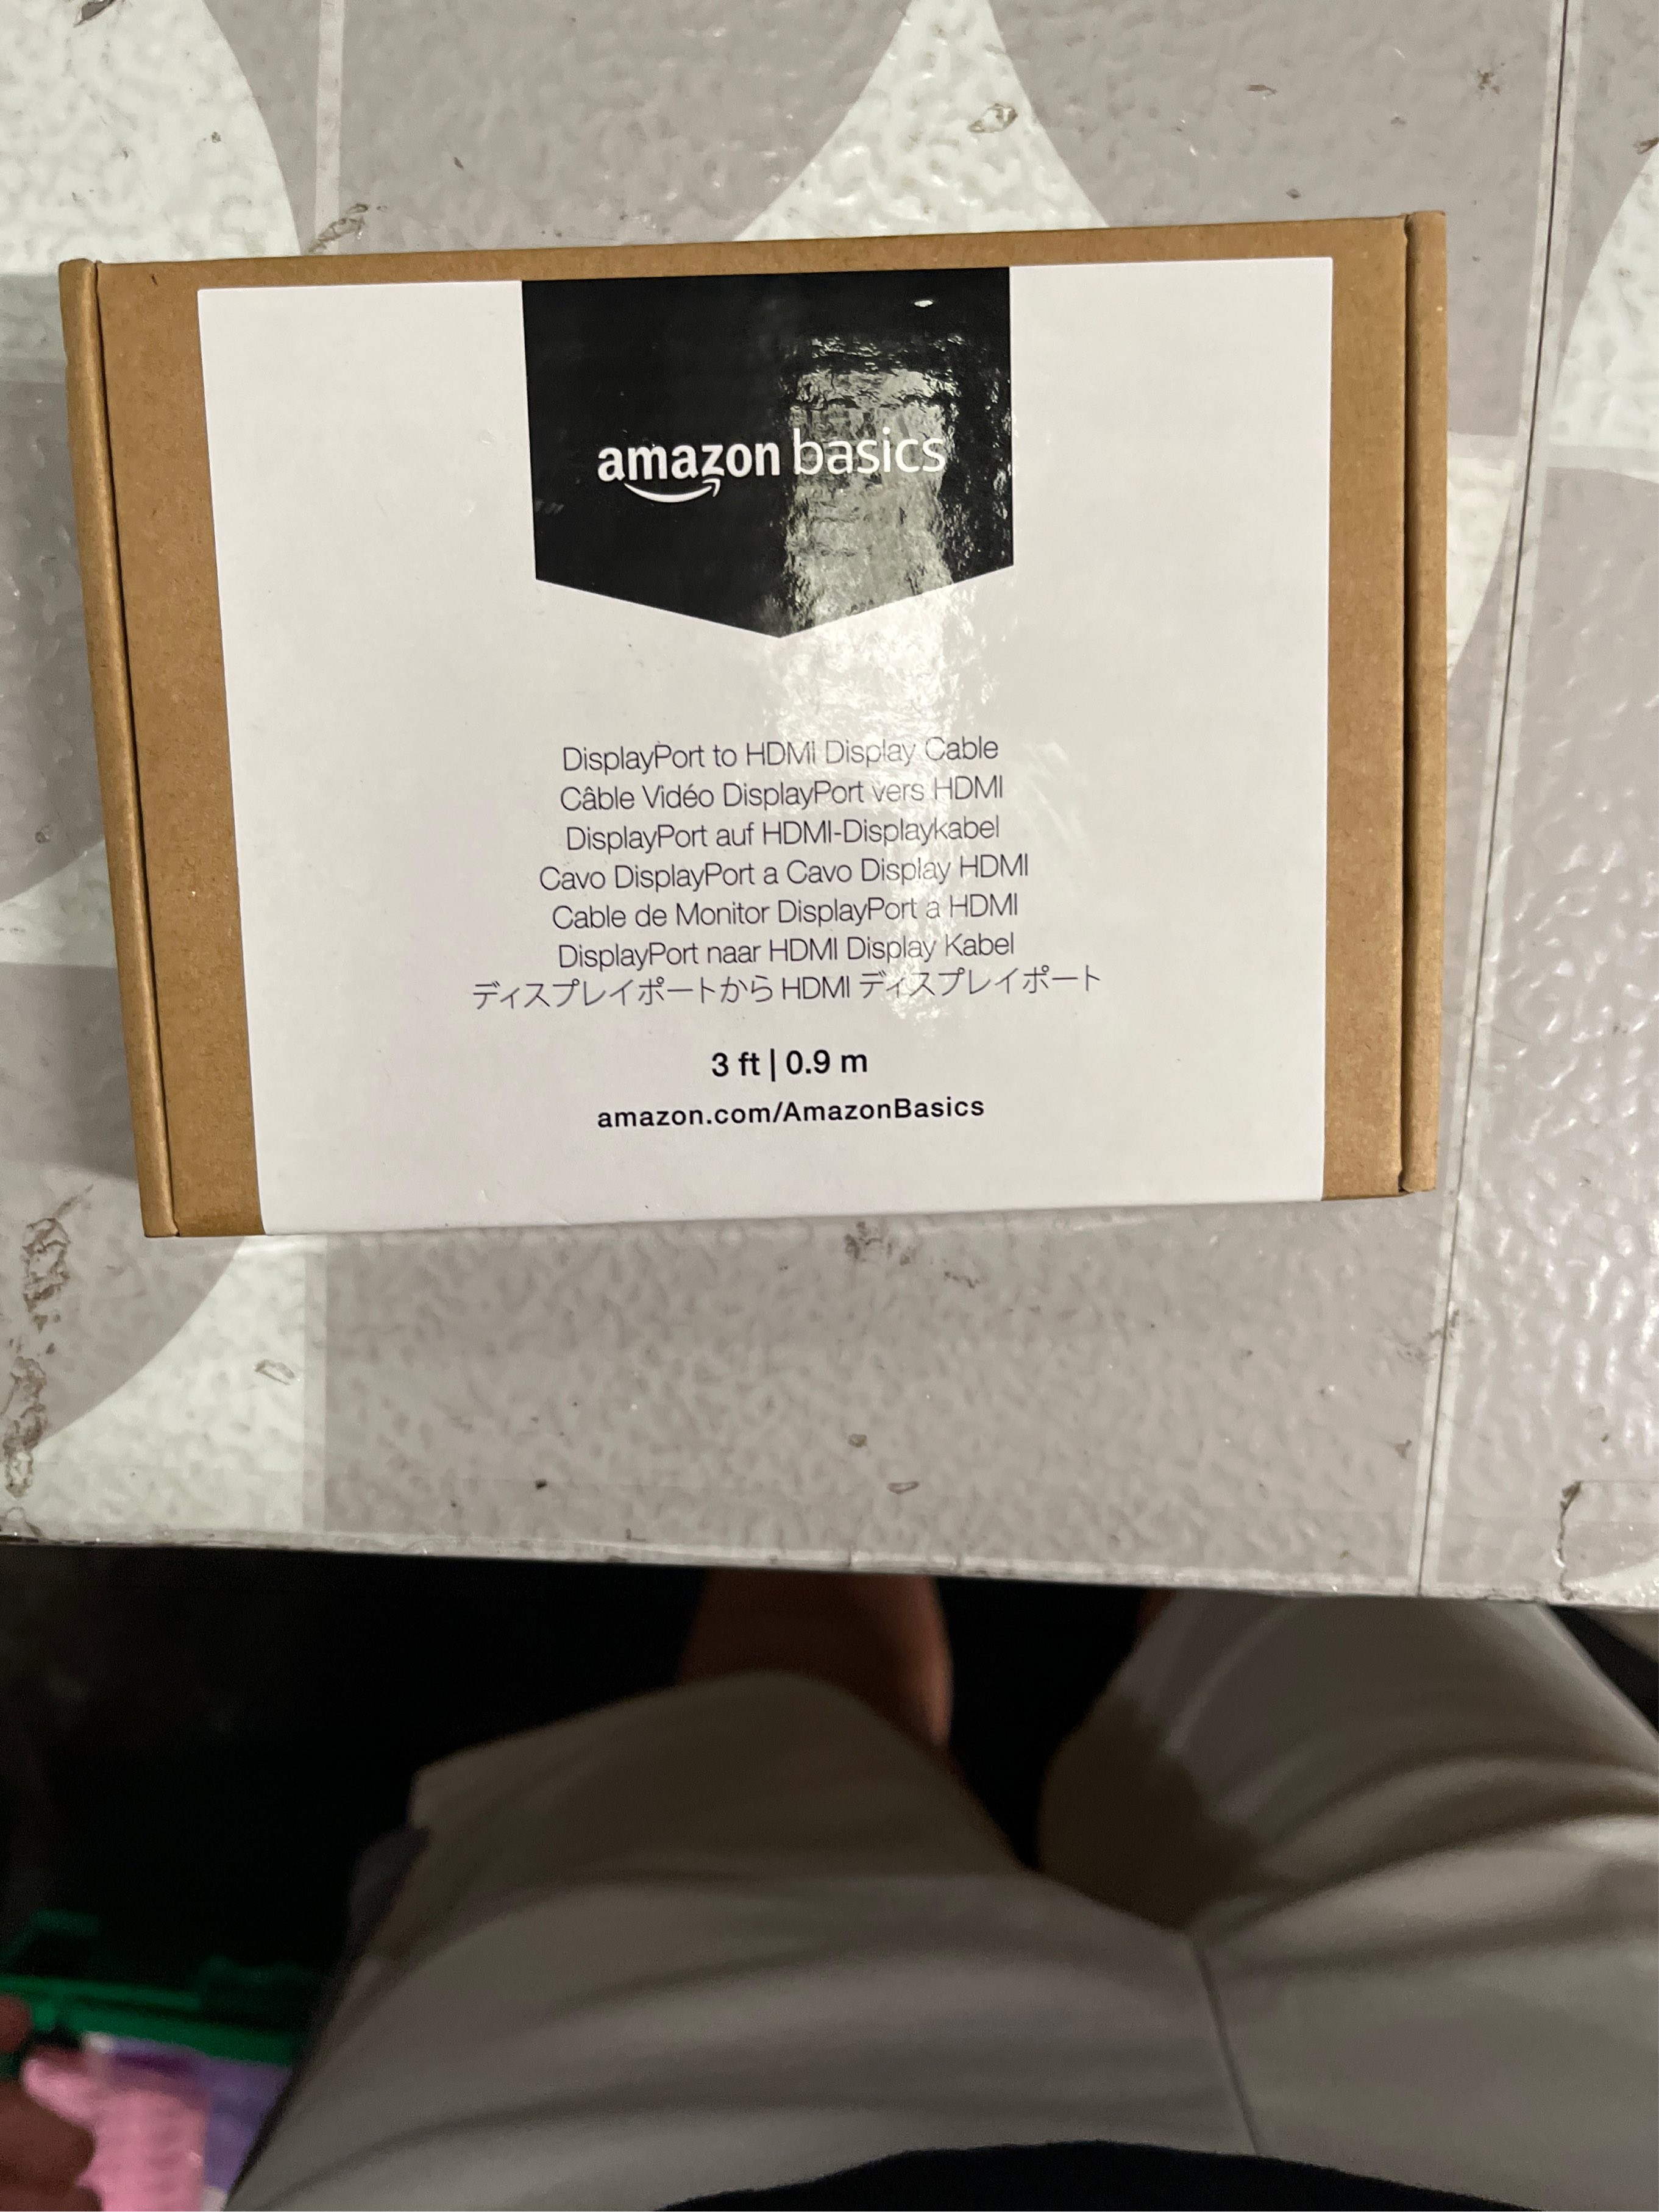 amazon basics
DisplayPort to HDMI Display Cable
Câble Vidéo DisplayPort vers HDMI
DisplayPort auf HDMI-Displaykabel
Cavo DisplayPort a Cavo Display HDMI
Cable de Monitor DisplayPort a HDMI
DisplayPort naar HDMI Display Kabel
ディスプレイポートから HDMI ディスプレイポート
3 ft | 0.9 m
amazon.com/AmazonBasics